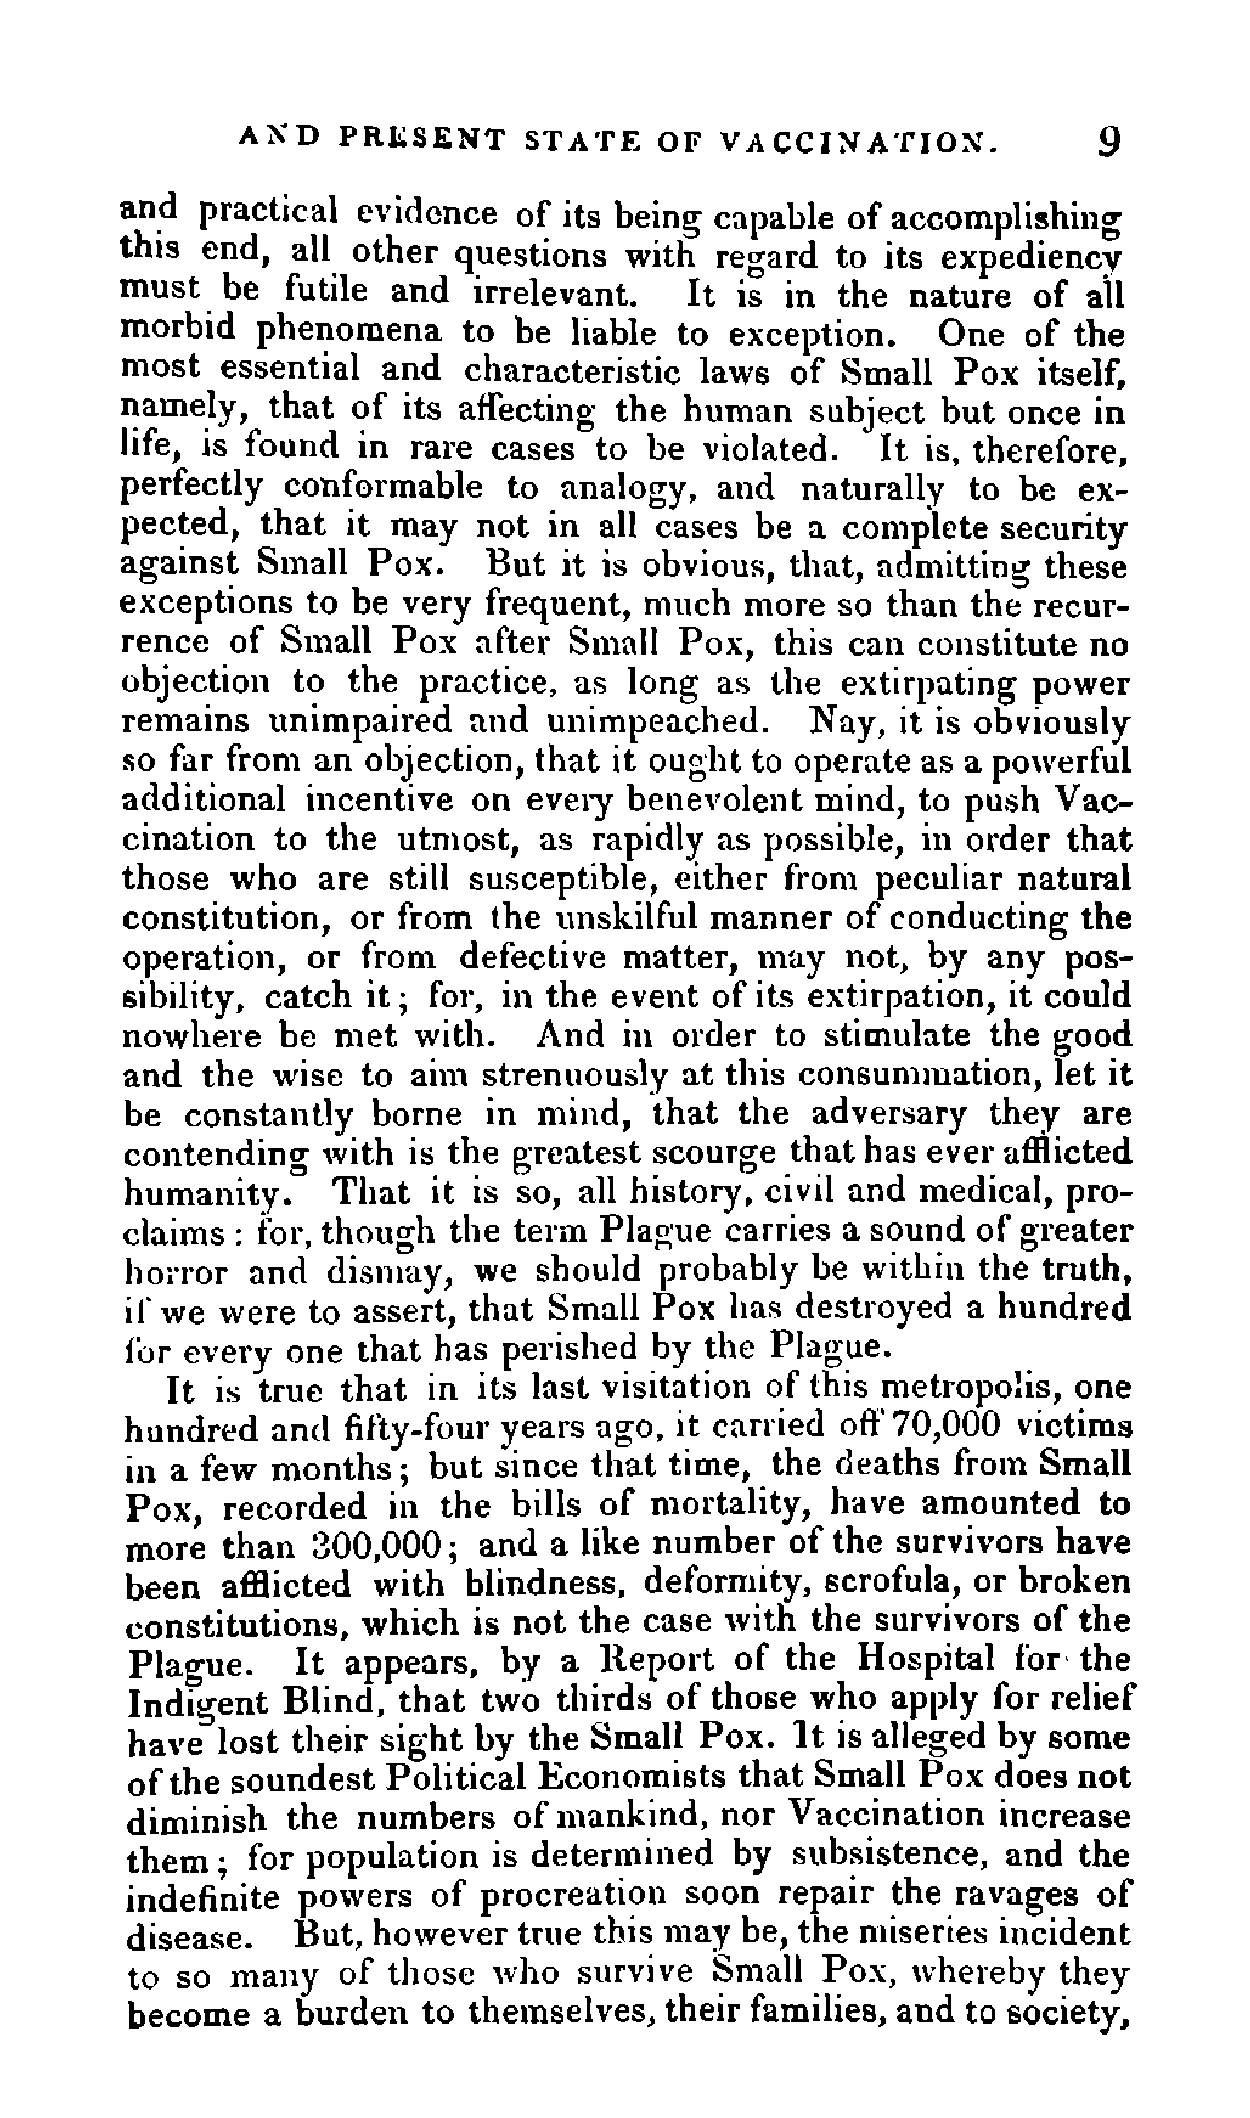 AND PRESENT STATE OF VACCINATION. 9
and practical evidence of its being capable of accomplishing
this end, all other questions with regard to its expediency
must be futile and irrelevant. It is in the nature of all
morbid phenomena to be liable to exception. One of the
most essential and characteristic laws of Small Pox itself,
namely, that of its affecting the human subject but once in
life, is found in rare cases to be violated. It is, therefore,
perfectly conformable to analogy, and naturally to be ex-
pected, that it may not in all cases be a complete security
against Small Pox. But it is obvious, that, admitting these
exceptions to be very frequent, much more so than the recur-
rence of Small Pox after Small Pox, this can constitute no
objection to the practice, as long as the extirpating power
remains unimpaired and unimpeached. Nay, it is obviously
so far from an objection, that it ought to operate as a powerful
additional incentive on every benevolent mind, to push Vac-
cination to the utmost, as rapidly as possible, in order that
those who are still susceptible, either from peculiar natural
constitution, or from the unskilful manner of conducting the
operation, or from defective matter, may not, by any pos-
sibility, catch it; for, in the event of its extirpation, it could
nowhere be met with. And in order to stimulate the good
and the wise to aim strenuously at this consummation, let it
be constantly borne in mind, that the adversary they are
contending with is the greatest scourge that has ever afflicted
humanity. That it is so, all history, civil and medical, pro-
claims: for, though the term Plague carries a sound of greater
horror and dismay, we should probably be within the truth,
if we were to assert, that Small Pox has destroyed a hundred
for every one that has perished by the Plague.
It is true that in its last visitation of this metropolis, one
hundred and fifty-four years ago, it carried off 70,000 victims
in a few months; but since that time, the deaths from Small
Pox, recorded in the bills of mortality, have amounted to
more than 300,000; and a like number of the survivors have
been afflicted with blindness, deformity, scrofula, or broken
constitutions, which is not the case with the survivors of the
Plague. It appears, by a Report of the Hospital for the
Indigent Blind, that two thirds of those who apply for relief
have lost their sight by the Small Pox. It is alleged by some
of the soundest Political Economists that Small Pox does not
diminish the numbers of mankind, nor Vaccination increase
them; for population is determined by subsistence, and the
indefinite powers of procreation soon repair the ravages of
disease. But, however true this may be, the miseries incident
to so many of those who survive Small Pox, whereby they
become a burden to themselves, their families, and to society,